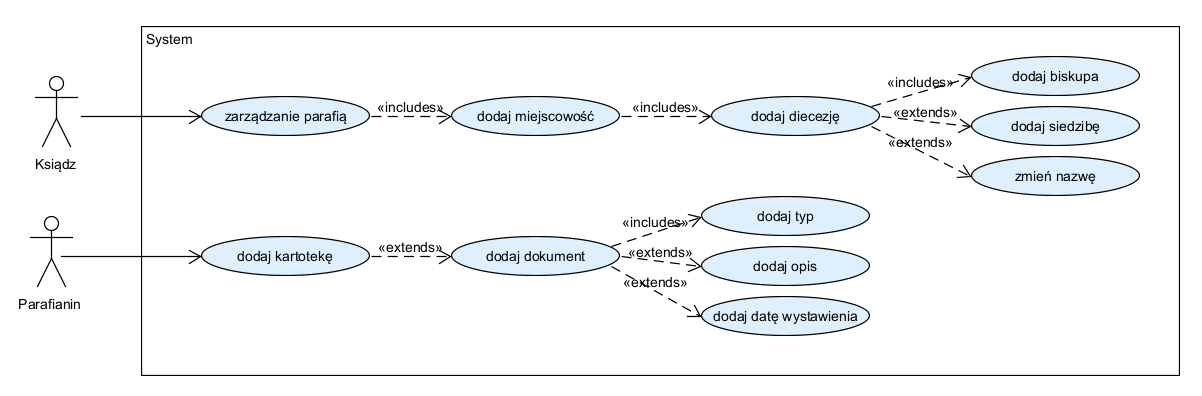 System
Ksiądz
zarządzanie parafią
«includes»
dodaj miejscowość
«includes»
dodaj diecezję
«includes»
dodaj biskupa
«extends»
dodaj siedzibę
«extends»
zmień nazwę
Parafianin
dodaj kartotekę
«extends»
dodaj dokument
«includes»
dodaj typ
«extends»
dodaj opis
«extends»
dodaj datę wystawienia